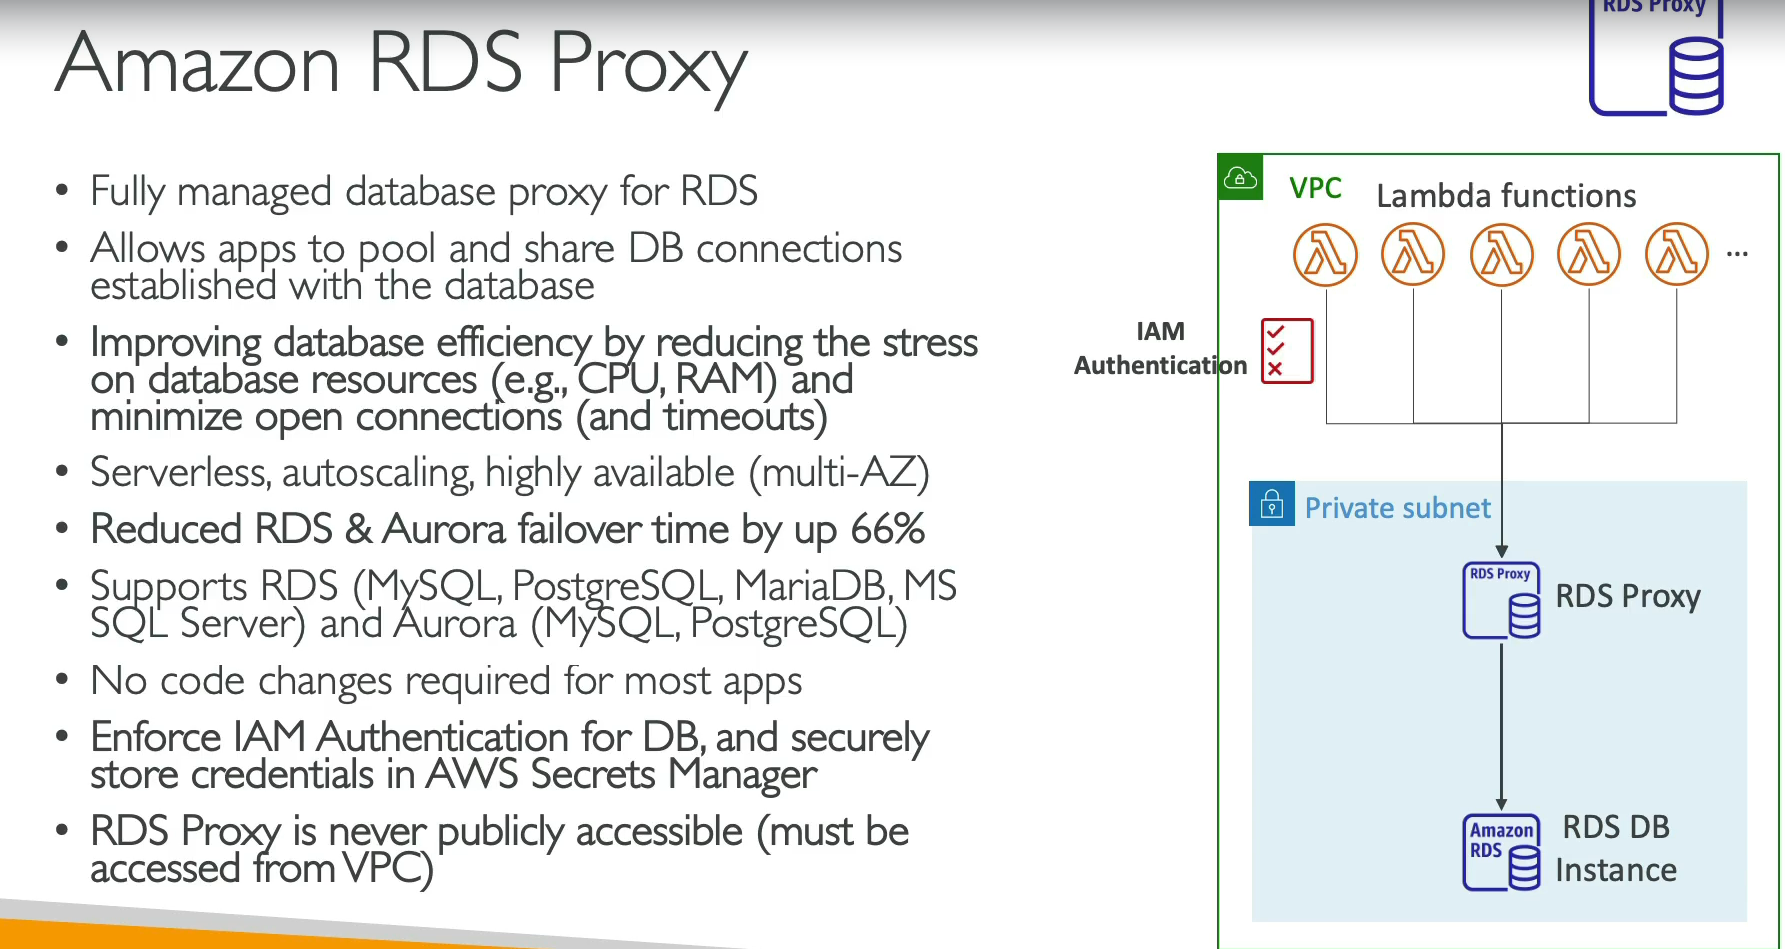 RDS Proxy
Amazon RDS Proxy
• Fully managed database proxy for RDS
• Allows apps to pool and share DB connections
established with the database
• Improving database efficiency by reducing the stress
on database resources (e.g., CPU, RAM) and
minimize open connections (and timeouts)
• Serverless, autoscaling, highly available (multi-AZ)
• Reduced RDS & Aurora failover time by up 66%
• Supports RDS (MySQL, PostgreSQL, MariaDB, MS
SQL Server) and Aurora (MySQL, PostgreSQL)
• No code changes required for most apps
• Enforce IAM Authentication for DB, and securely
store credentials in AWS Secrets Manager
• RDS Proxy is never publicly accessible (must be
accessed from VPC)
VPC
Lambda functions
...
IAM
Authentication
Private subnet
RDS Proxy
RDS Proxy
Amazon
RDS
RDS DB
Instance